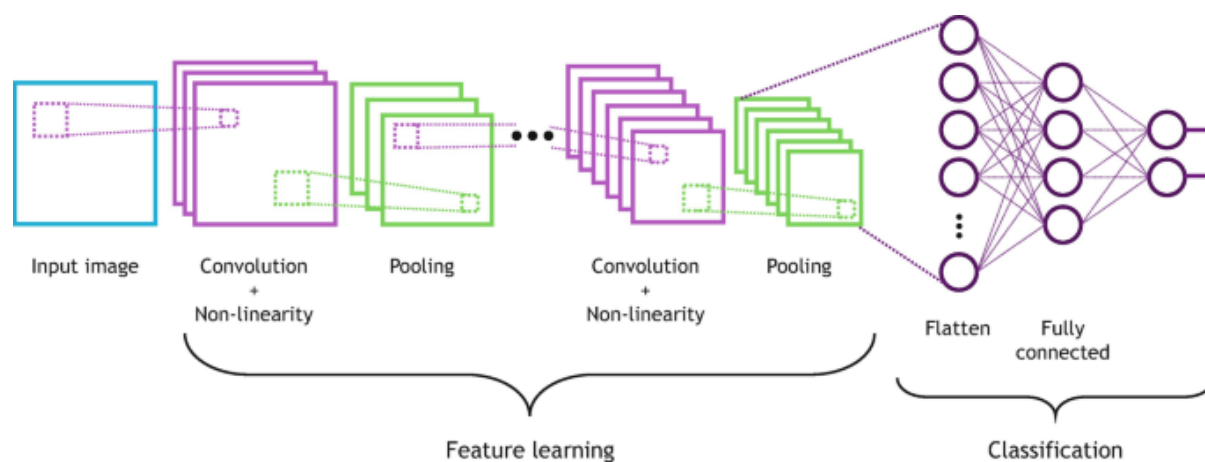 Input image
Convolution
+
Non-linearity
Pooling
Convolution
+
Non-linearity
Pooling
Flatten
Fully
connected
Feature learning
Classification